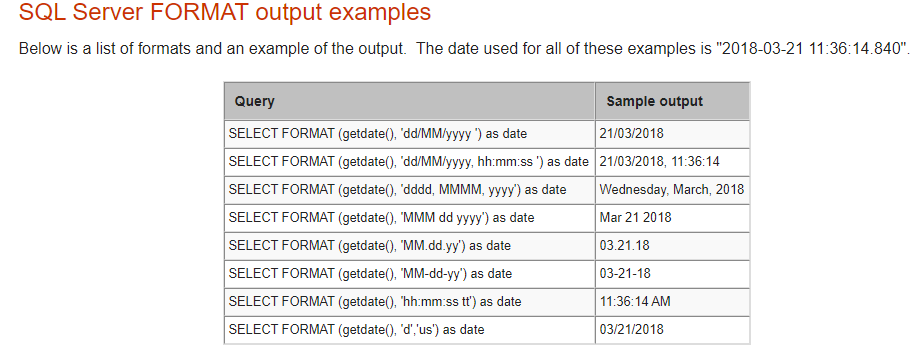 SQL Server FORMAT output examples
Below is a list of formats and an example of the output.  The date used for all of these examples is "2018-03-21 11:36:14.840".
Query Sample output
SELECT FORMAT (getdate(), 'dd/MM/yyyy ') as date 21/03/2018
SELECT FORMAT (getdate(), 'dd/MM/yyyy, hh:mm:ss ') as date 21/03/2018, 11:36:14
SELECT FORMAT (getdate(), 'dddd, MMMM, yyyy') as date Wednesday, March, 2018
SELECT FORMAT (getdate(), 'MMM dd yyyy') as date Mar 21 2018
SELECT FORMAT (getdate(), 'MM.dd.yy') as date 03.21.18
SELECT FORMAT (getdate(), 'MM-dd-yy') as date 03-21-18
SELECT FORMAT (getdate(), 'hh:mm:ss tt') as date 11:36:14 AM
SELECT FORMAT (getdate(), 'd','us') as date 03/21/2018